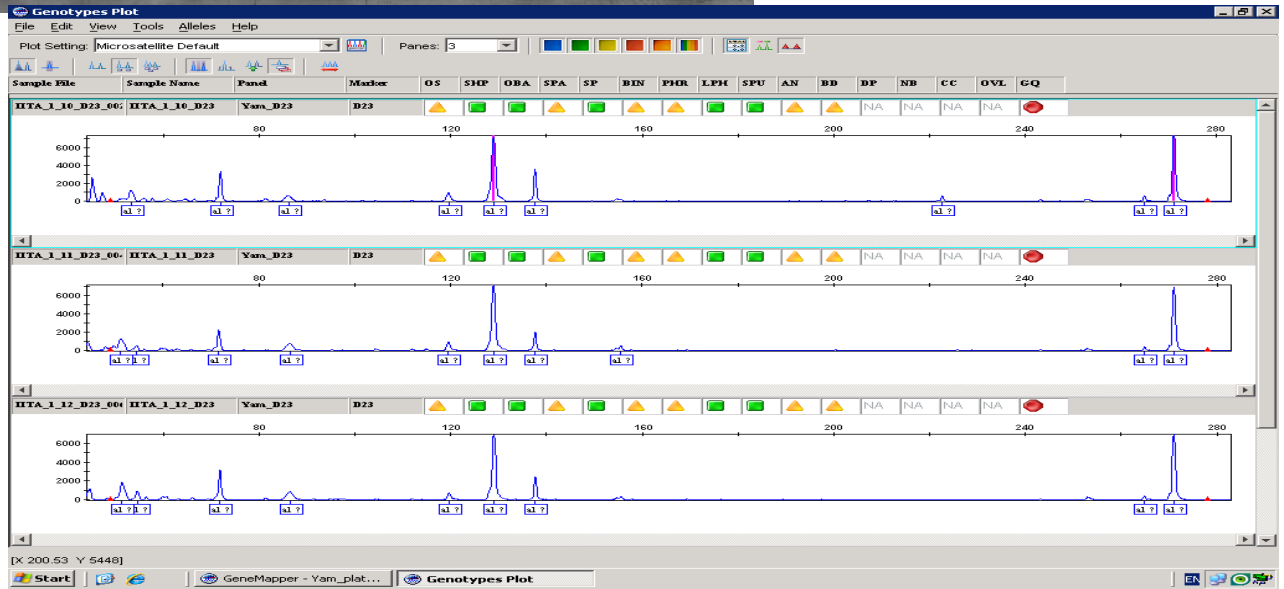 Genotypes Plot
File Edit View Tools Alleles Help
Plot Setting: Microsatellite Default Panes: 3
Sample File Sample Name Panel Marker OS SHP OBA SPA SP BIN PHR LPH SPU AN BD DP NB CC OVL GQ
IITA_1_10_D23_00 IITA_1_10_D23 Yam_D23 D23 NA NA NA NA
80 120 160 200 240 280
6000
4000
2000
0
al ? al ? al ? al ? al ? al ? al ? al ? al ?
IITA_1_11_D23_00 IITA_1_11_D23 Yam_D23 D23 NA NA NA NA
80 120 160 200 240 280
6000
4000
2000
0
al ? 1 ? al ? al ? al ? al ? al ? al ? al ? al ?
IITA_1_12_D23_00 IITA_1_12_D23 Yam_D23 D23 NA NA NA NA
80 120 160 200 240 280
6000
4000
2000
0
al ? 1 ? al ? al ? al ? al ? al ? al ? al ?
[X 200.53 Y 5448]
Start GeneMapper - Yam_plat... Genotypes Plot EN